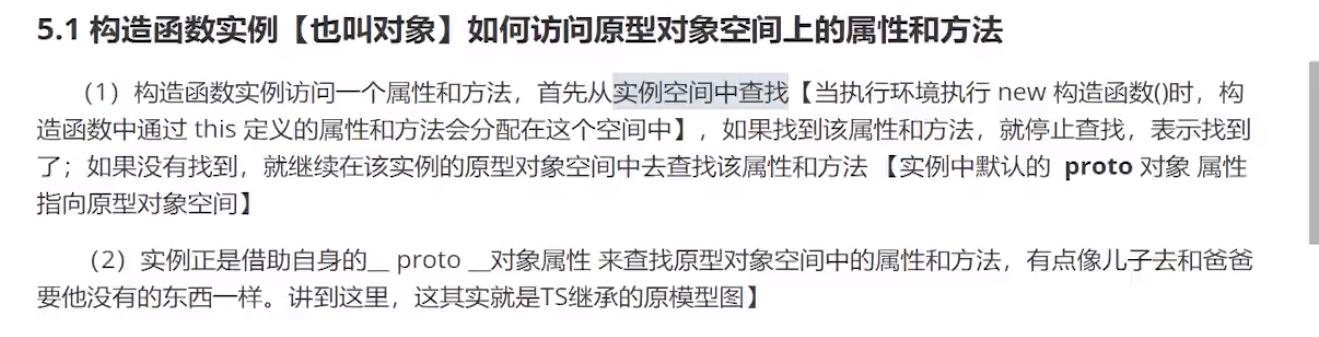 5.1 构造函数实例【也叫对象】如何访问原型对象空间上的属性和方法
（1）构造函数实例访问一个属性和方法，首先从实例空间中查找【当执行环境执行 new 构造函数()时，构
造函数中通过 this 定义的属性和方法会分配在这个空间中】，如果找到该属性和方法，就停止查找，表示找到
了；如果没有找到，就继续在该实例的原型对象空间中去查找该属性和方法 【实例中默认的 proto 对象 属性
指向原型对象空间】
（2）实例正是借助自身的__ proto __对象属性 来查找原型对象空间中的属性和方法，有点像儿子去和爸爸
要他没有的东西一样。讲到这里，这其实就是TS继承的原模型图】